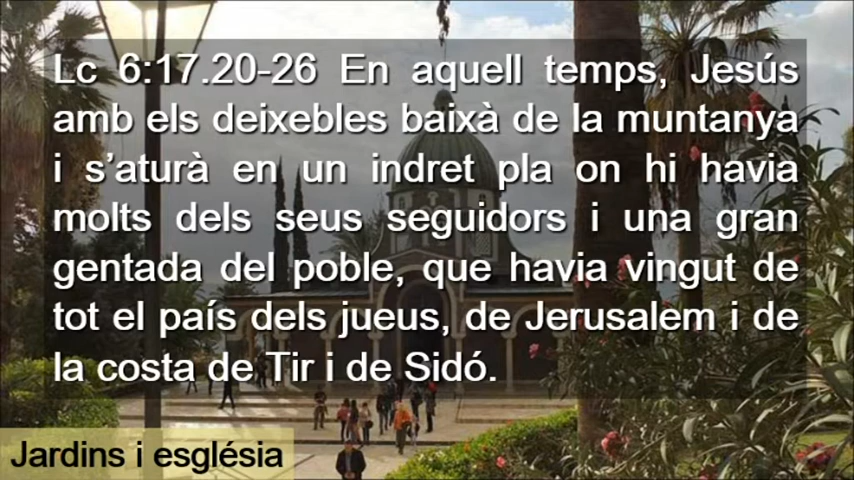 Lc 6:17.20-26 En aquell temps, Jesús
amb els deixebles baixà de la muntanya
i s’aturà en un indret pla on hi havia
molts dels seus seguidors i una gran
gentada del poble, que havia vingut de
tot el país dels jueus, de Jerusalem i de
la costa de Tir i de Sidó.
Jardins i església